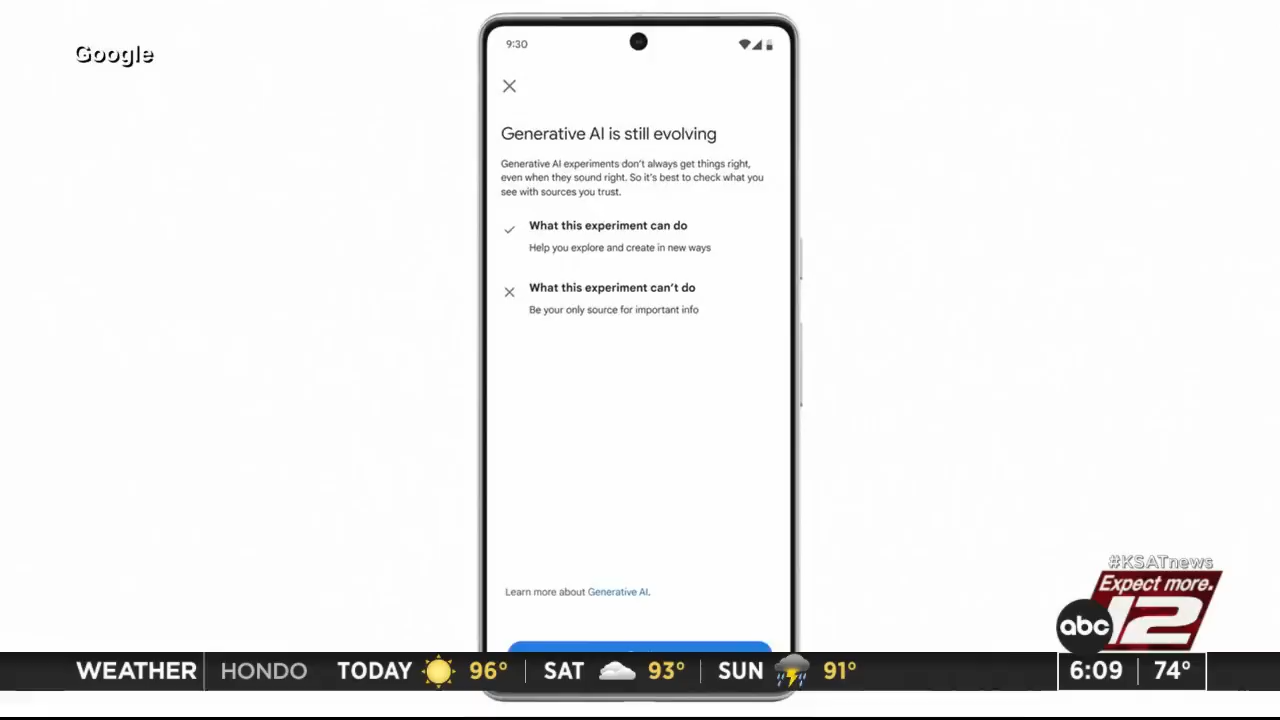 Google
9:30
Generative AI is still evolving
Generative AI experiments don't always get things right,
even when they sound right. So it's best to check what you
see with sources you trust.
What this experiment can do
Help you explore and create in new ways
What this experiment can't do
Be your only source for important info
Learn more about Generative AI.
#KSATnews
Expect more.
abc 12
WEATHER HONDO TODAY 96° SAT 93° SUN 91° 6:09 74°